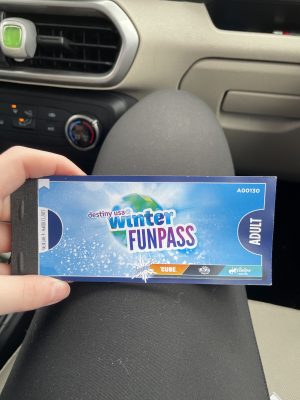 A00130
destiny usa
winter
FUNPASS
ADULT
CUBE